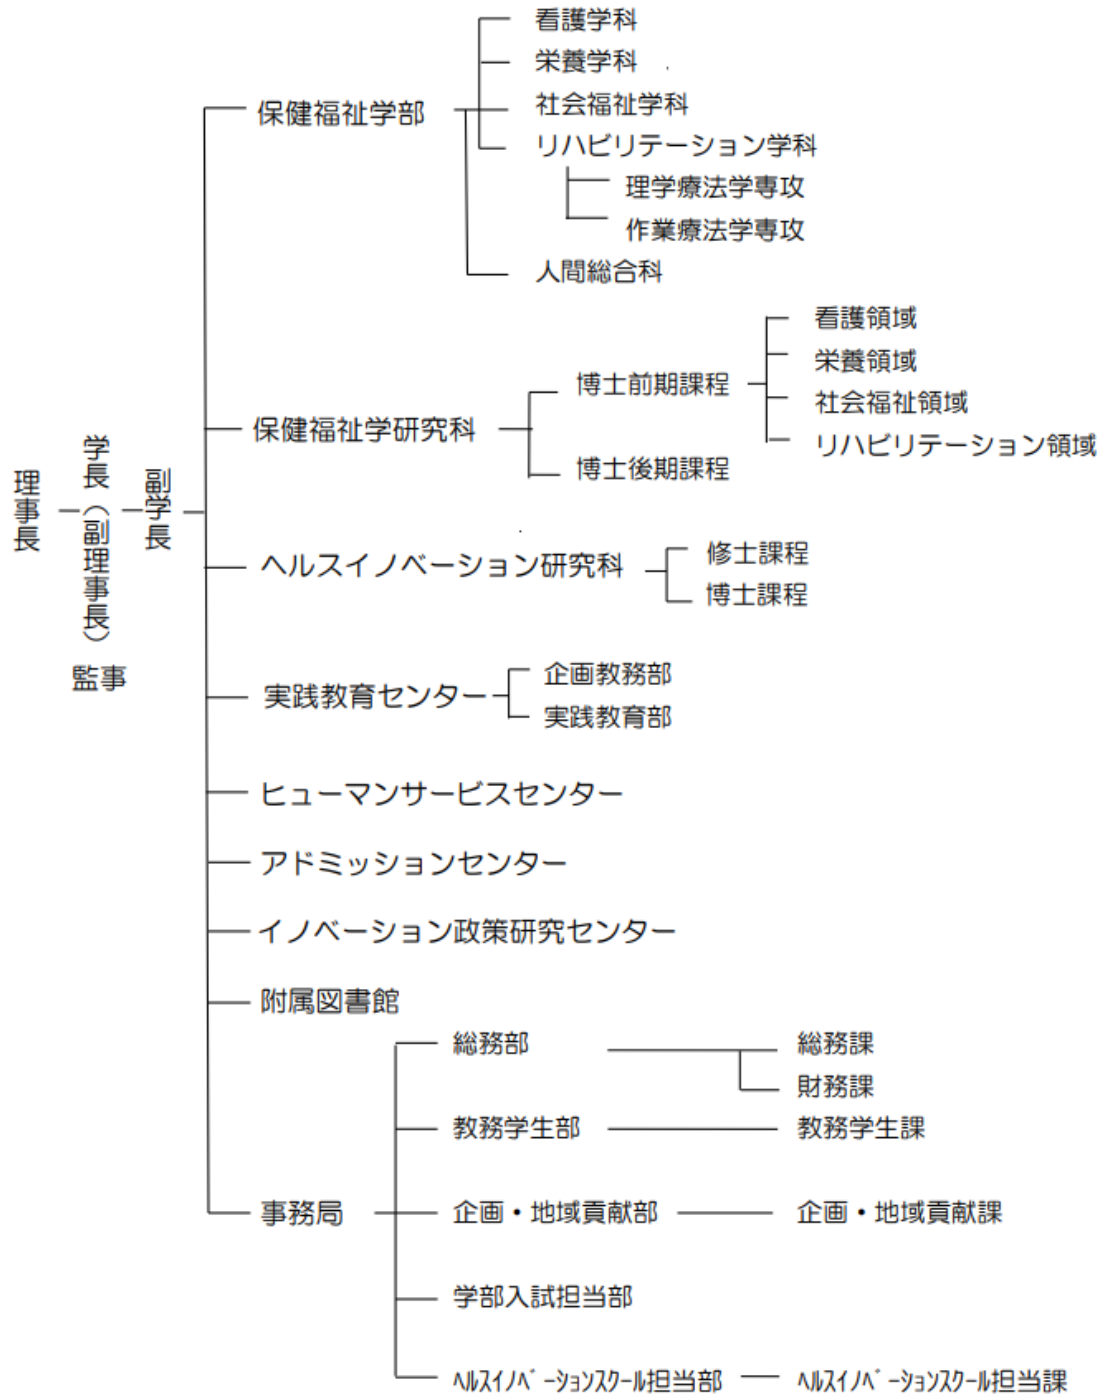 理事長
学長（副理事長）
監事
副学長
保健福祉学部
看護学科
栄養学科
社会福祉学科
リハビリテーション学科
理学療法学専攻
作業療法学専攻
人間総合科
保健福祉学研究科
博士前期課程
看護領域
栄養領域
社会福祉領域
リハビリテーション領域
博士後期課程
ヘルスイノベーション研究科
修士課程
博士課程
実践教育センター
企画教務部
実践教育部
ヒューマンサービスセンター
アドミッションセンター
イノベーション政策研究センター
附属図書館
事務局
総務部
総務課
財務課
教務学生部
教務学生課
企画・地域貢献部
企画・地域貢献課
学部入試担当部
ﾍﾙｽｲﾉﾍﾞｰｼｮﾝｽｸｰﾙ担当部
ﾍﾙｽｲﾉﾍﾞｰｼｮﾝｽｸｰﾙ担当課